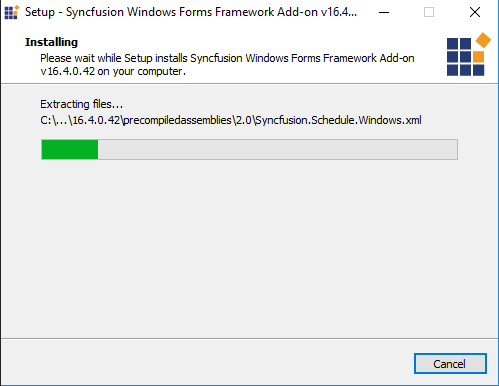 Setup - Syncfusion Windows Forms Framework Add-on v16.4...
Installing
Please wait while Setup installs Syncfusion Windows Forms Framework Add-on
v16.4.0.42 on your computer.
Extracting files...
C:\...\16.4.0.42\precompiledassemblies\2.0\Syncfusion.Schedule.Windows.xml
Cancel